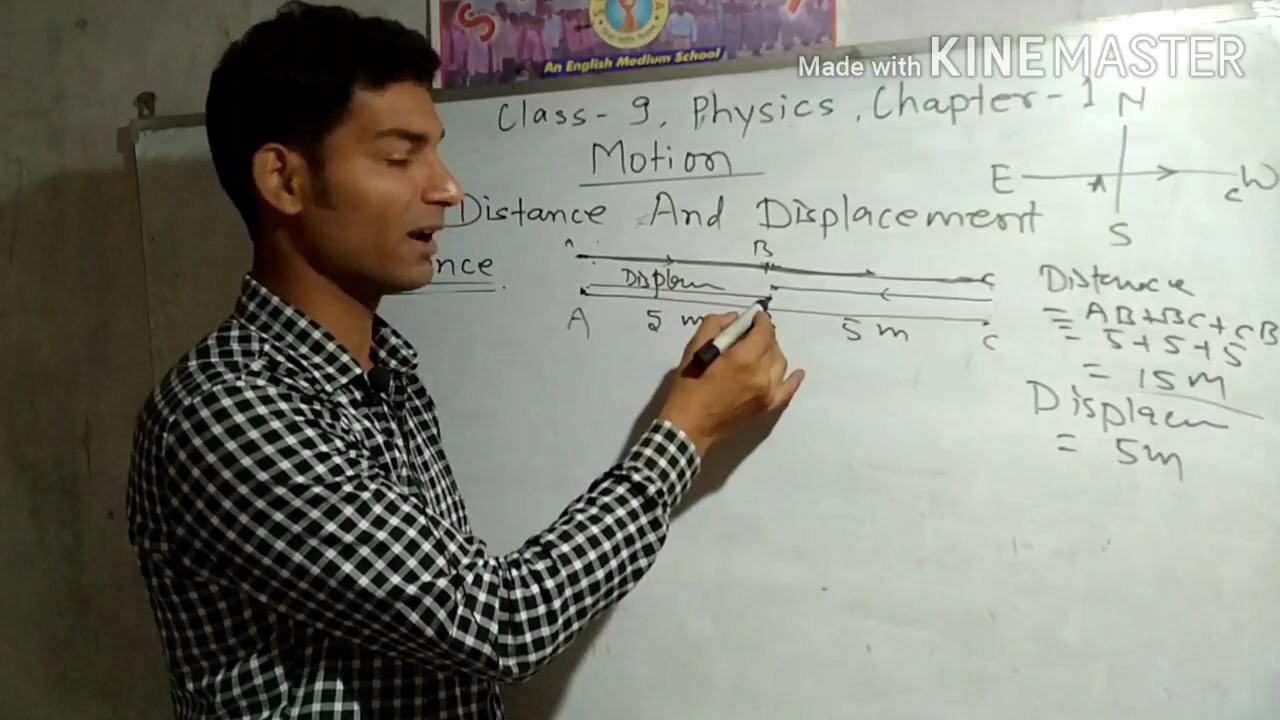 An English Medium School
Made with KINEMASTER
Class - 9, Physics, Chapter - 1
Motion
N
E W
A C
S
Distance And Displacement
nce
A B C
Displam
A 5 m 5 m C
Distance
= AB+BC+CB
= 5+5+5
= 15m
Displacem
= 5m